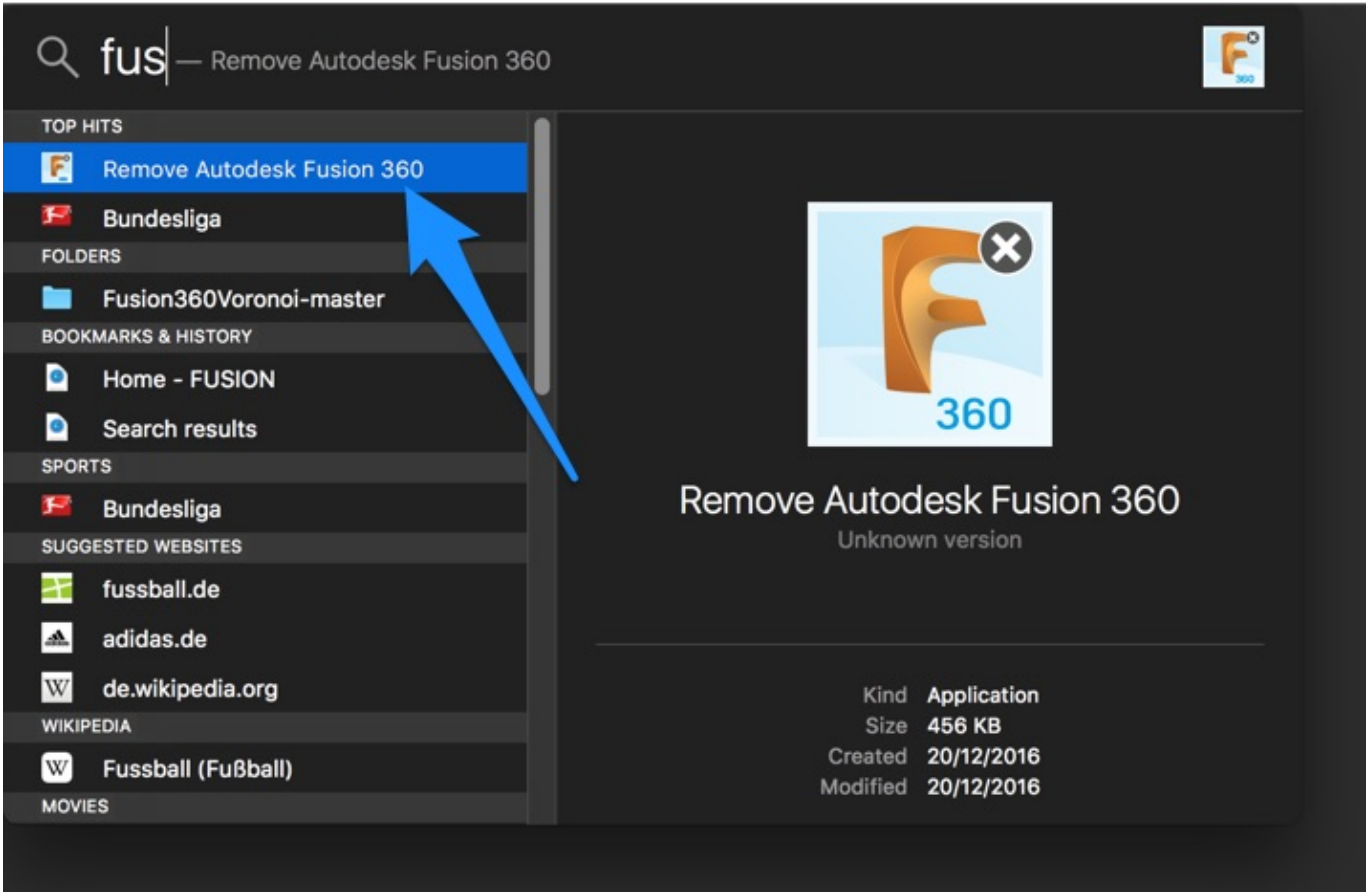 fus — Remove Autodesk Fusion 360
TOP HITS
Remove Autodesk Fusion 360
Bundesliga
FOLDERS
Fusion360Voronoi-master
BOOKMARKS & HISTORY
Home - FUSION
Search results
SPORTS
Bundesliga
SUGGESTED WEBSITES
fussball.de
adidas.de
W de.wikipedia.org
WIKIPEDIA
W Fussball (Fußball)
MOVIES
360
360
Remove Autodesk Fusion 360
Unknown version
Kind Application
Size 456 KB
Created 20/12/2016
Modified 20/12/2016